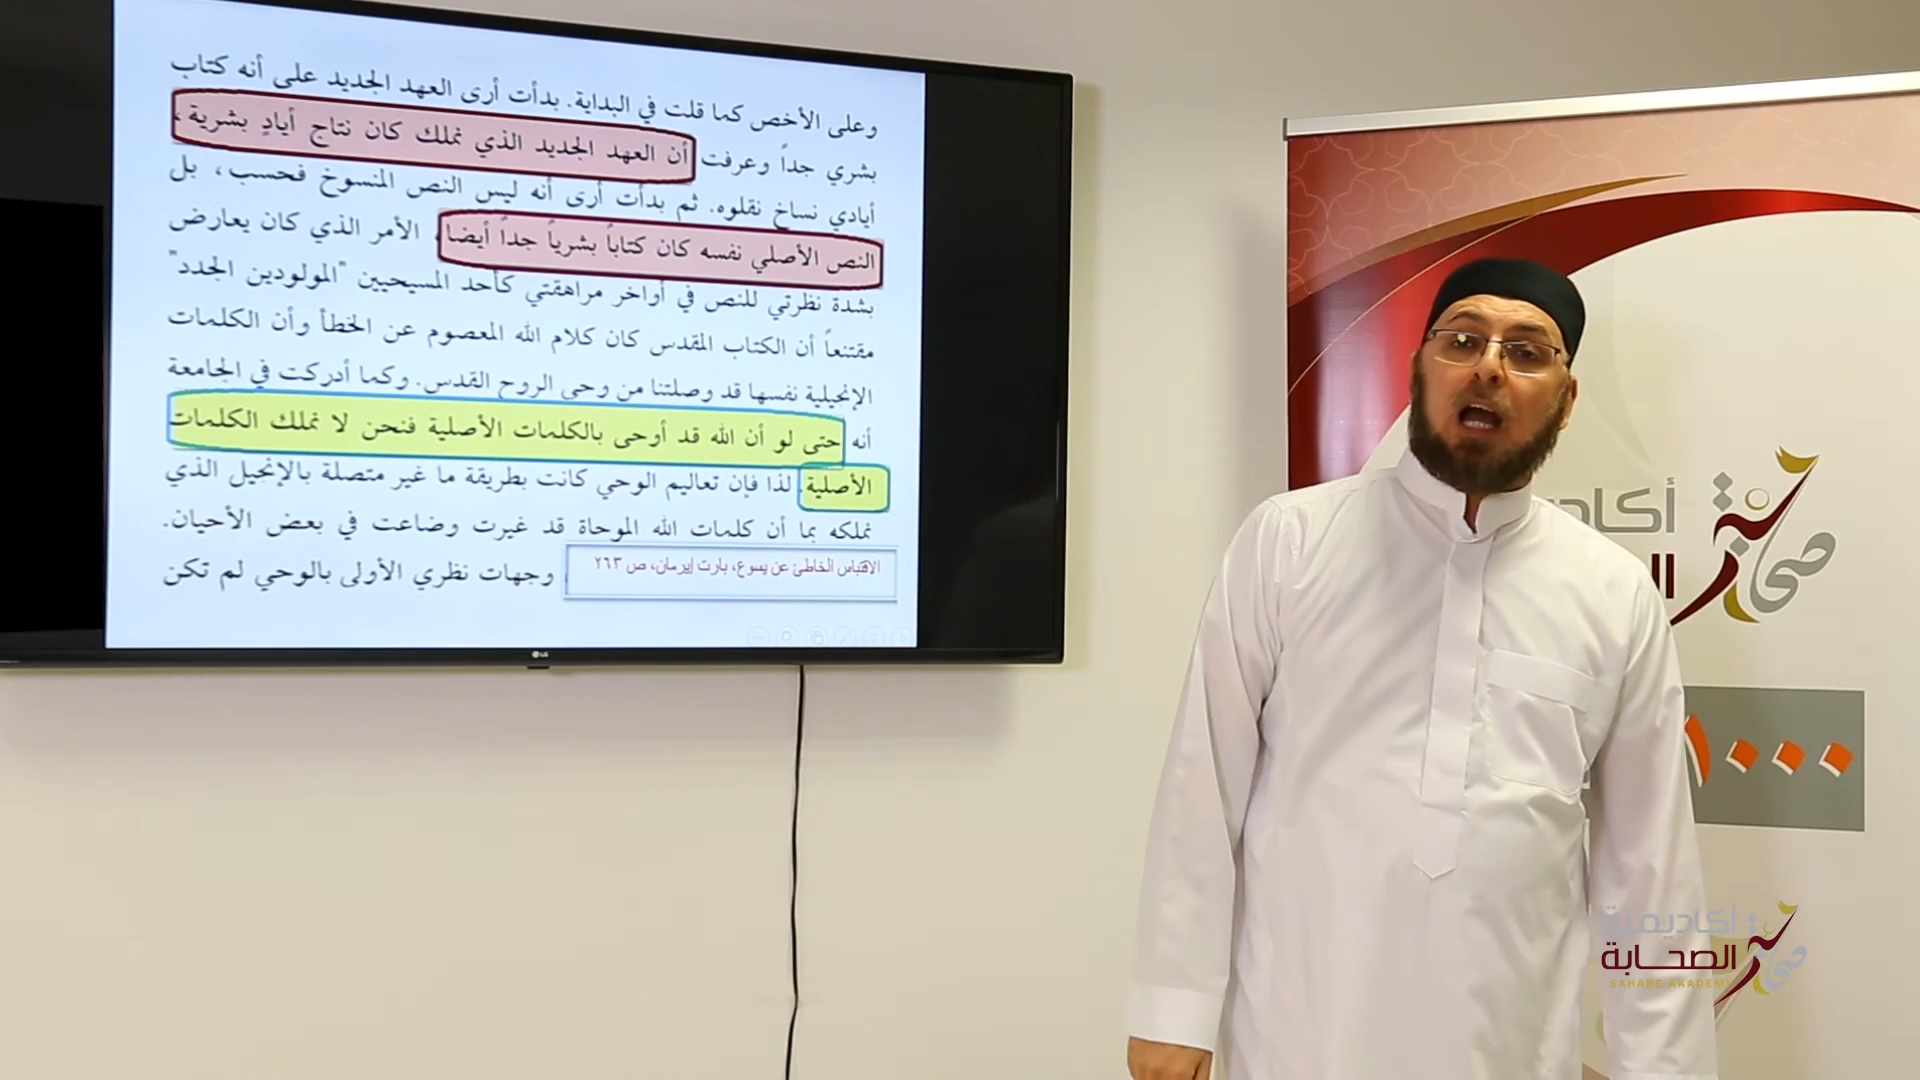 وعلى الأخص كما قلت في البداية. بدأت أرى العهد الجديد على أنه كتاب
بشري جداً وعرفت أن العهد الجديد الذي نملك كان نتاج أيادٍ بشرية،
أيادي نساخ نقلوه. ثم بدأت أرى أنه ليس النص المنسوخ فحسب، بل
النص الأصلي نفسه كان كتاباً بشرياً جداً أيضا، الأمر الذي كان يعارض
بشدة نظرتي للنص في أواخر مراهقتي كأحد المسيحيين "المولودين الجدد"
مقتنعاً أن الكتاب المقدس كان كلام الله المعصوم عن الخطأ وأن الكلمات
الإنجيلية نفسها قد وصلتنا من وحي الروح القدس. وكما أدركت في الجامعة
أنه حتى لو أن الله قد أوحى بالكلمات الأصلية فنحن لا نملك الكلمات
الأصلية. لذا فإن تعاليم الوحي كانت بطريقة ما غير متصلة بالإنجيل الذي
نملكه بما أن كلمات الله الموحاة قد غيرت وضاعت في بعض الأحيان.
وجهات نظري الأولى بالوحي لم تكن
الاقتباس الخاطئ عن يسوع، بارت إيرمان، ص ٢٦٣
LG
صحابة
١٠٠٠
أكاديمية
الصحابة
SAHABE AKADEMI